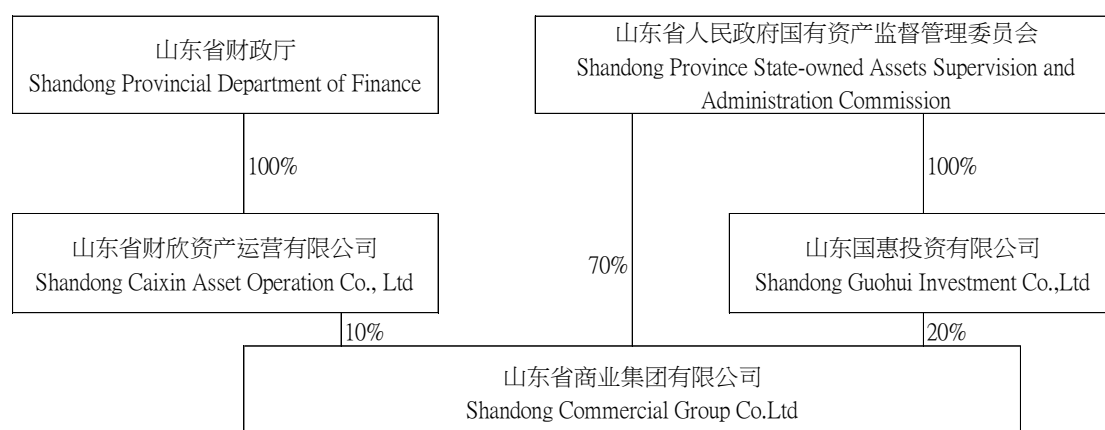 山东省财政厅
Shandong Provincial Department of Finance
山东省人民政府国有资产监督管理委员会
Shandong Province State-owned Assets Supervision and
Administration Commission
100%
100%
山东省财欣资产运营有限公司
Shandong Caixin Asset Operation Co., Ltd
70%
山东国惠投资有限公司
Shandong Guohui Investment Co.,Ltd
10%
20%
山东省商业集团有限公司
Shandong Commercial Group Co.Ltd